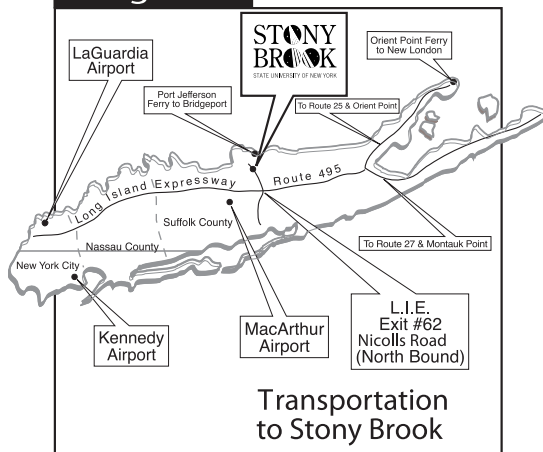 STONY
BROOK
STATE UNIVERSITY OF NEW YORK
Orient Point Ferry
to New London
LaGuardia
Airport
Port Jefferson
Ferry to Bridgeport
To Route 25 & Orient Point
Long Island Expressway
Route 495
Suffolk County
Nassau County
To Route 27 & Montauk Point
New York City
L.I.E.
Exit #62
Nicolls Road
(North Bound)
MacArthur
Airport
Kennedy
Airport
Transportation
to Stony Brook